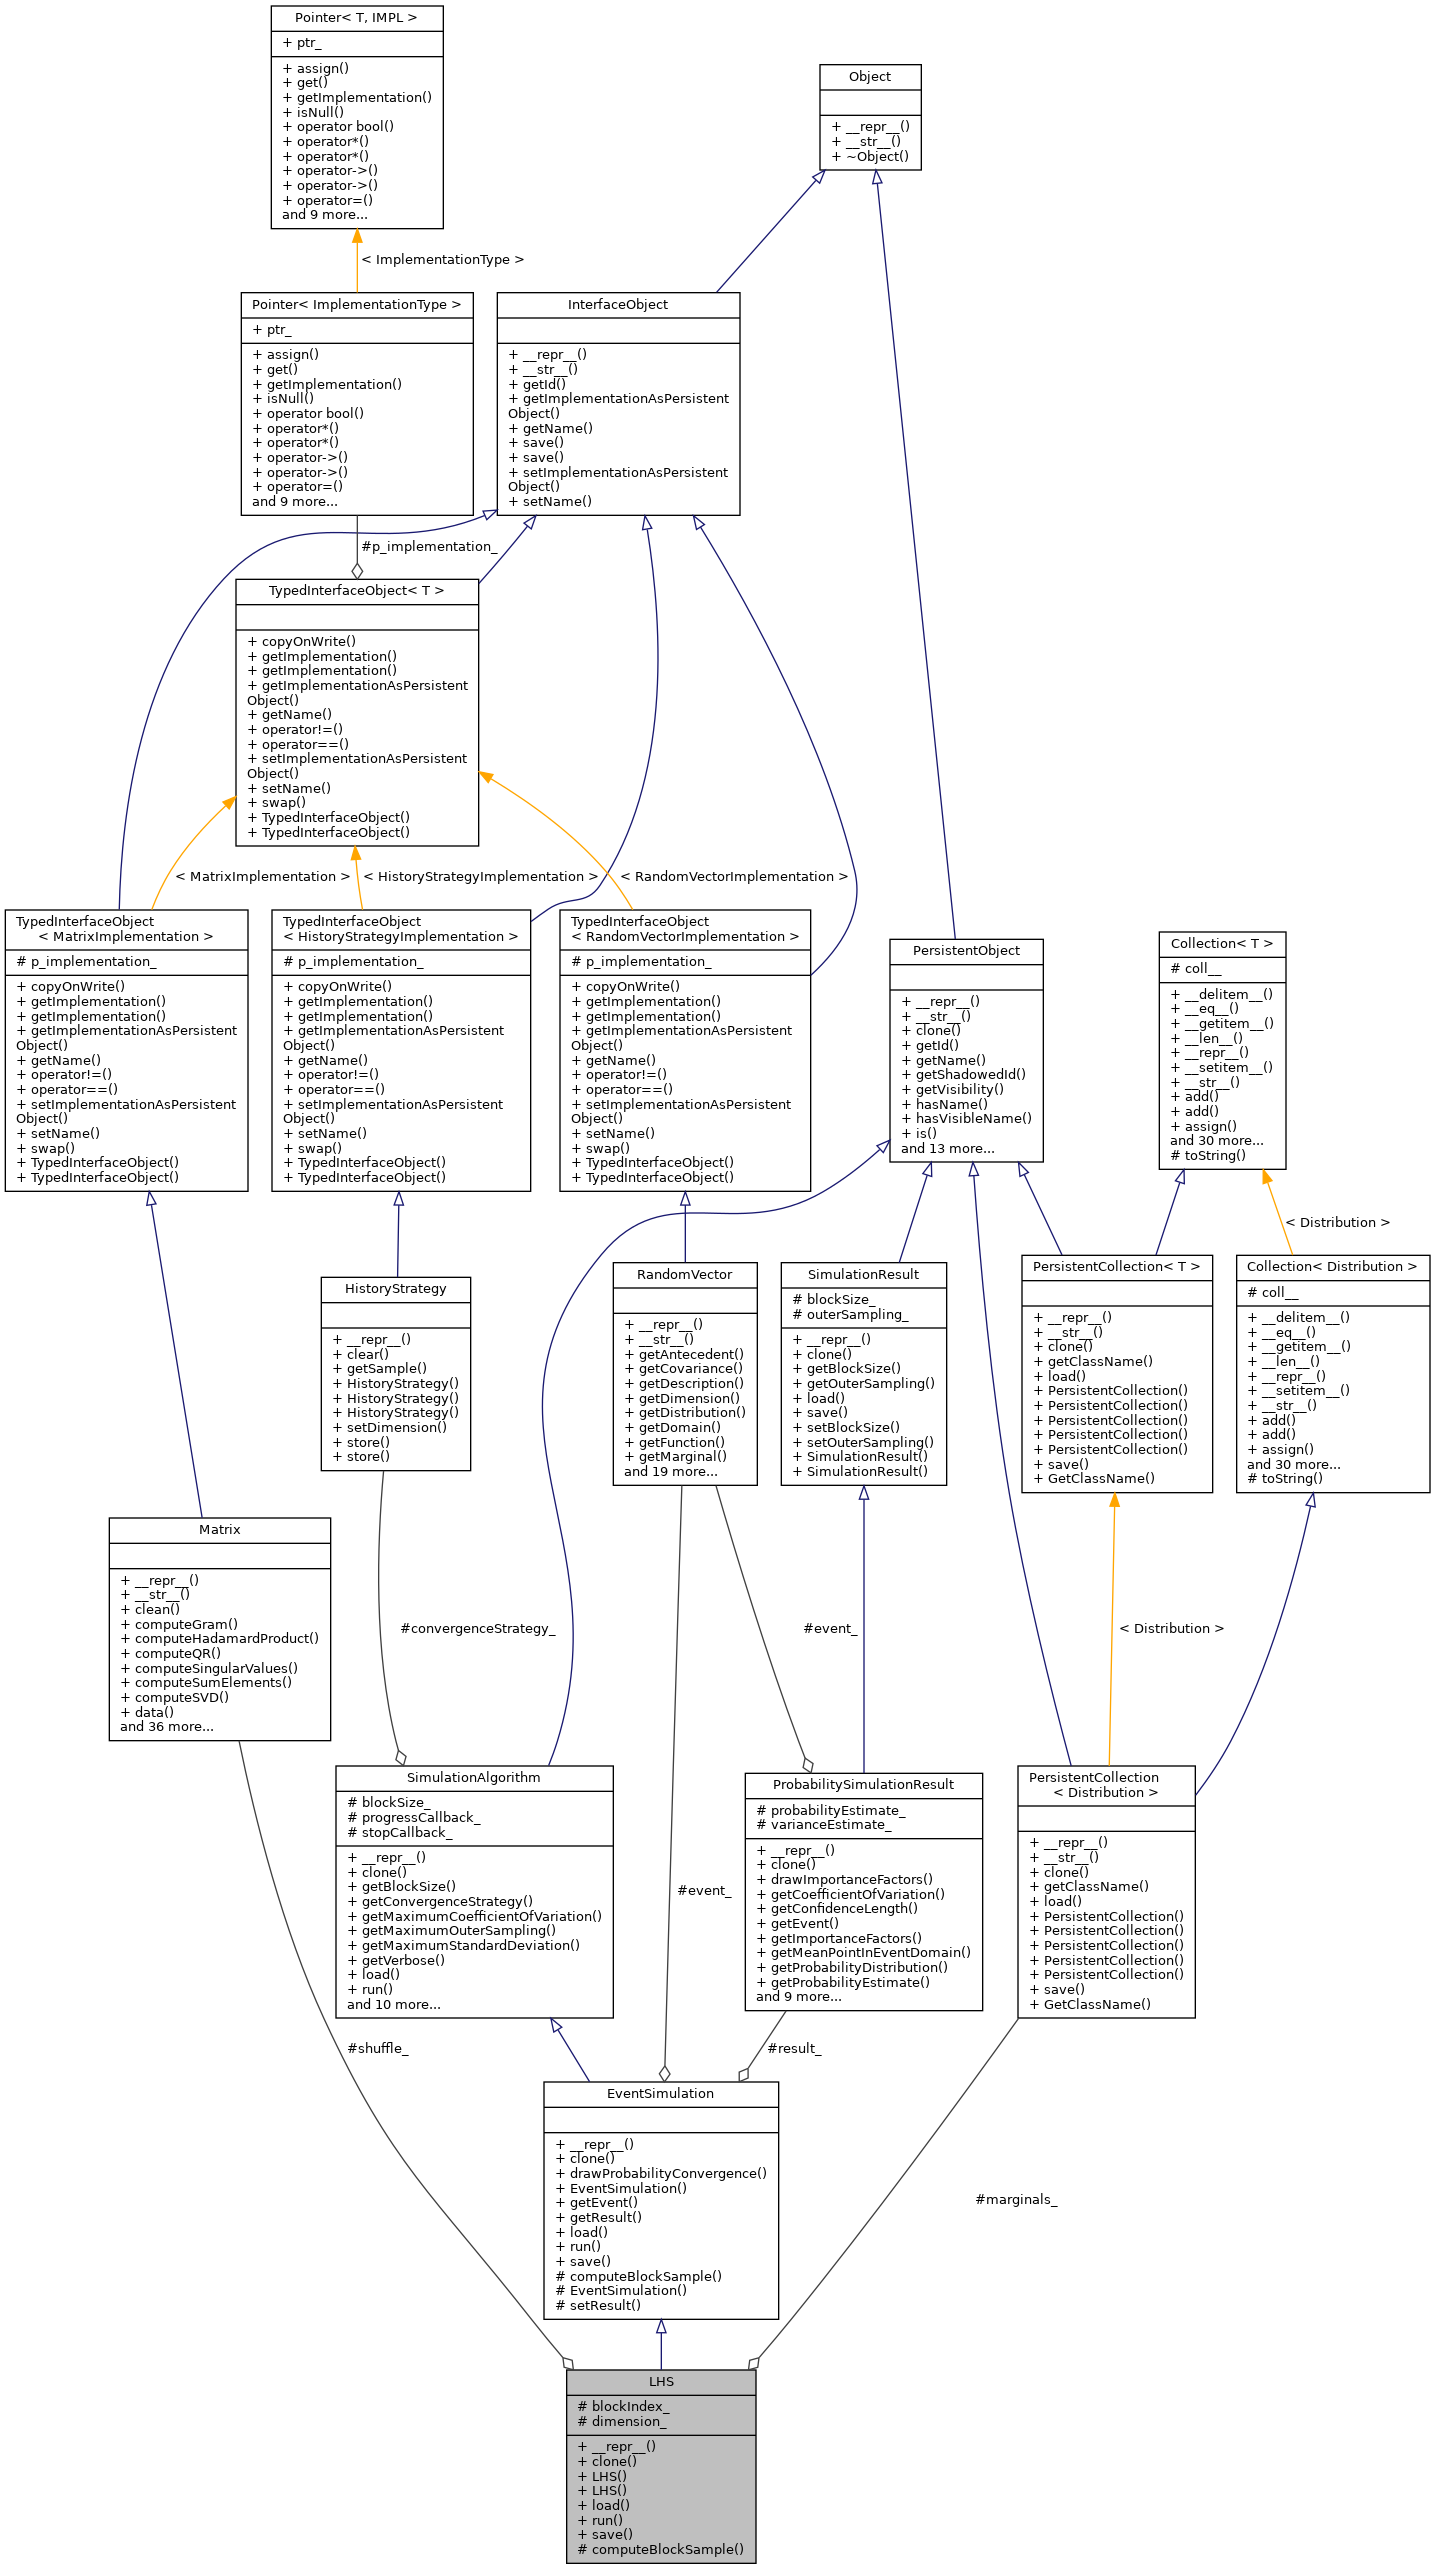 Pointer< T, IMPL >
+ ptr_
+ assign()
+ get()
+ getImplementation()
+ isNull()
+ operator bool()
+ operator*()
+ operator*()
+ operator->()
+ operator->()
+ operator=()
and 9 more...
Object
+ __repr__()
+ __str__()
+ ~Object()
< ImplementationType >
Pointer< ImplementationType >
+ ptr_
+ assign()
+ get()
+ getImplementation()
+ isNull()
+ operator bool()
+ operator*()
+ operator*()
+ operator->()
+ operator->()
+ operator=()
and 9 more...
InterfaceObject
+ __repr__()
+ __str__()
+ getId()
+ getImplementationAsPersistent
Object()
+ getName()
+ save()
+ save()
+ setImplementationAsPersistent
Object()
+ setName()
#p_implementation_
TypedInterfaceObject< T >
+ copyOnWrite()
+ getImplementation()
+ getImplementation()
+ getImplementationAsPersistent
Object()
+ getName()
+ operator!=()
+ operator==()
+ setImplementationAsPersistent
Object()
+ setName()
+ swap()
+ TypedInterfaceObject()
+ TypedInterfaceObject()
< MatrixImplementation >
< HistoryStrategyImplementation >
< RandomVectorImplementation >
TypedInterfaceObject
< MatrixImplementation >
# p_implementation_
+ copyOnWrite()
+ getImplementation()
+ getImplementation()
+ getImplementationAsPersistent
Object()
+ getName()
+ operator!=()
+ operator==()
+ setImplementationAsPersistent
Object()
+ setName()
+ swap()
+ TypedInterfaceObject()
+ TypedInterfaceObject()
TypedInterfaceObject
< HistoryStrategyImplementation >
# p_implementation_
+ copyOnWrite()
+ getImplementation()
+ getImplementation()
+ getImplementationAsPersistent
Object()
+ getName()
+ operator!=()
+ operator==()
+ setImplementationAsPersistent
Object()
+ setName()
+ swap()
+ TypedInterfaceObject()
+ TypedInterfaceObject()
TypedInterfaceObject
< RandomVectorImplementation >
# p_implementation_
+ copyOnWrite()
+ getImplementation()
+ getImplementation()
+ getImplementationAsPersistent
Object()
+ getName()
+ operator!=()
+ operator==()
+ setImplementationAsPersistent
Object()
+ setName()
+ swap()
+ TypedInterfaceObject()
+ TypedInterfaceObject()
PersistentObject
+ __repr__()
+ __str__()
+ clone()
+ getId()
+ getName()
+ getShadowedId()
+ getVisibility()
+ hasName()
+ hasVisibleName()
+ is()
and 13 more...
Collection< T >
# coll__
+ __delitem__()
+ __eq__()
+ __getitem__()
+ __len__()
+ __repr__()
+ __setitem__()
+ __str__()
+ add()
+ add()
+ assign()
and 30 more...
# toString()
< Distribution >
HistoryStrategy
+ __repr__()
+ clear()
+ getSample()
+ HistoryStrategy()
+ HistoryStrategy()
+ HistoryStrategy()
+ setDimension()
+ store()
+ store()
RandomVector
+ __repr__()
+ __str__()
+ getAntecedent()
+ getCovariance()
+ getDescription()
+ getDimension()
+ getDistribution()
+ getDomain()
+ getFunction()
+ getMarginal()
and 19 more...
SimulationResult
# blockSize_
# outerSampling_
+ __repr__()
+ clone()
+ getBlockSize()
+ getOuterSampling()
+ load()
+ save()
+ setBlockSize()
+ setOuterSampling()
+ SimulationResult()
+ SimulationResult()
PersistentCollection< T >
+ __repr__()
+ __str__()
+ clone()
+ getClassName()
+ load()
+ PersistentCollection()
+ PersistentCollection()
+ PersistentCollection()
+ PersistentCollection()
+ PersistentCollection()
+ save()
+ GetClassName()
Collection< Distribution >
# coll__
+ __delitem__()
+ __eq__()
+ __getitem__()
+ __len__()
+ __repr__()
+ __setitem__()
+ __str__()
+ add()
+ add()
+ assign()
and 30 more...
# toString()
Matrix
+ __repr__()
+ __str__()
+ clean()
+ computeGram()
+ computeHadamardProduct()
+ computeQR()
+ computeSingularValues()
+ computeSumElements()
+ computeSVD()
+ data()
and 36 more...
#convergenceStrategy_
#event_
< Distribution >
SimulationAlgorithm
# blockSize_
# progressCallback_
# stopCallback_
+ __repr__()
+ clone()
+ getBlockSize()
+ getConvergenceStrategy()
+ getMaximumCoefficientOfVariation()
+ getMaximumOuterSampling()
+ getMaximumStandardDeviation()
+ getVerbose()
+ load()
+ run()
and 10 more...
#event_
ProbabilitySimulationResult
# probabilityEstimate_
# varianceEstimate_
+ __repr__()
+ clone()
+ drawImportanceFactors()
+ getCoefficientOfVariation()
+ getConfidenceLength()
+ getEvent()
+ getImportanceFactors()
+ getMeanPointInEventDomain()
+ getProbabilityDistribution()
+ getProbabilityEstimate()
and 9 more...
PersistentCollection
< Distribution >
+ __repr__()
+ __str__()
+ clone()
+ getClassName()
+ load()
+ PersistentCollection()
+ PersistentCollection()
+ PersistentCollection()
+ PersistentCollection()
+ PersistentCollection()
+ save()
+ GetClassName()
#shuffle_
#result_
EventSimulation
+ __repr__()
+ clone()
+ drawProbabilityConvergence()
+ EventSimulation()
+ getEvent()
+ getResult()
+ load()
+ run()
+ save()
# computeBlockSample()
# EventSimulation()
# setResult()
#marginals_
LHS
# blockIndex_
# dimension_
+ __repr__()
+ clone()
+ LHS()
+ LHS()
+ load()
+ run()
+ save()
# computeBlockSample()